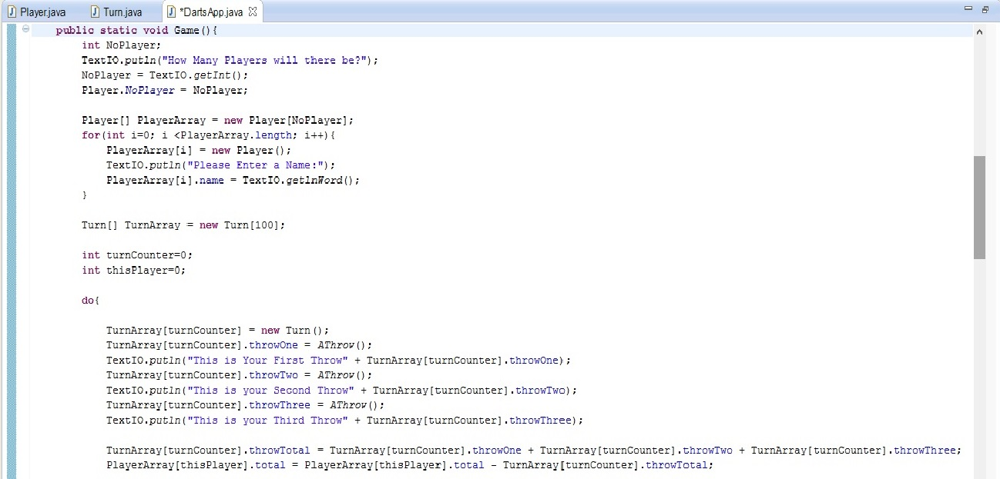 Player.java Turn.java *DartsApp.java
public static void Game(){
int NoPlayer;
TextIO.putln("How Many Players will there be?");
NoPlayer = TextIO.getInt();
Player.NoPlayer = NoPlayer;
Player[] PlayerArray = new Player[NoPlayer];
for(int i=0; i <PlayerArray.length; i++){
PlayerArray[i] = new Player();
TextIO.putln("Please Enter a Name:");
PlayerArray[i].name = TextIO.getlnWord();
}
Turn[] TurnArray = new Turn[100];
int turnCounter=0;
int thisPlayer=0;
do{
TurnArray[turnCounter] = new Turn();
TurnArray[turnCounter].throwOne = AThrow();
TextIO.putln("This is Your First Throw" + TurnArray[turnCounter].throwOne);
TurnArray[turnCounter].throwTwo = AThrow();
TextIO.putln("This is your Second Throw" + TurnArray[turnCounter].throwTwo);
TurnArray[turnCounter].throwThree = AThrow();
TextIO.putln("This is your Third Throw" + TurnArray[turnCounter].throwThree);
TurnArray[turnCounter].throwTotal = TurnArray[turnCounter].throwOne + TurnArray[turnCounter].throwTwo + TurnArray[turnCounter].throwThree;
PlayerArray[thisPlayer].total = PlayerArray[thisPlayer].total - TurnArray[turnCounter].throwTotal;